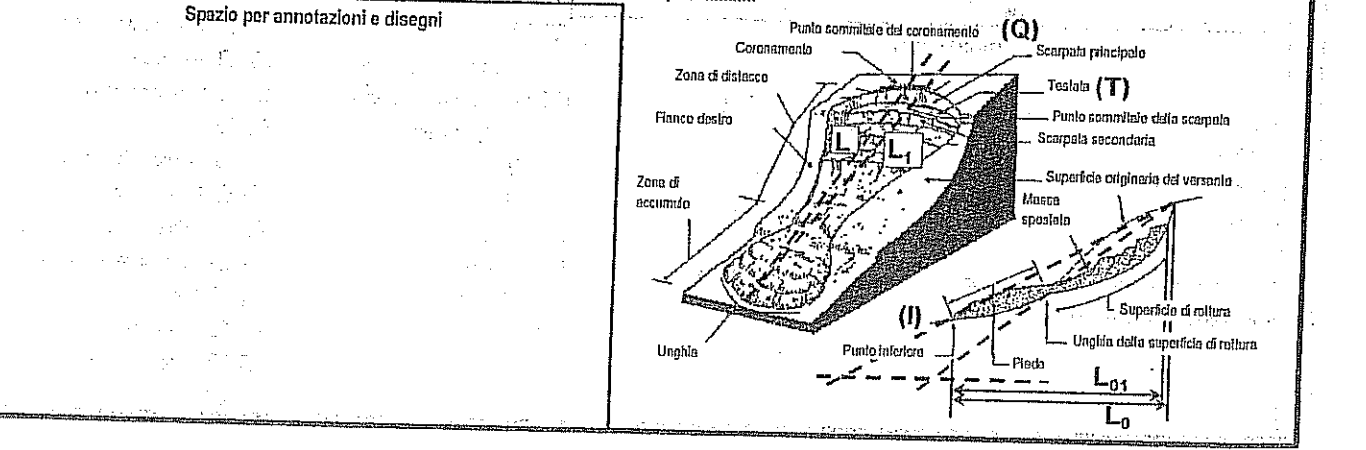 Spazio per annotazioni e disegni
Punto sommitale del coronamento (Q)
Coronamento
Scarpata principale
Zona di distacco
Testata (T)
Punto sommitale della scarpata
Fianco destro
Scarpata secondaria
L
L1
Superficie originaria del versante
Zona di
accumulo
Massa
spostata
(I)
Superficie di rottura
Unghia della superficie di rottura
Unghia
Punto inferiore
Piede
L01
L0